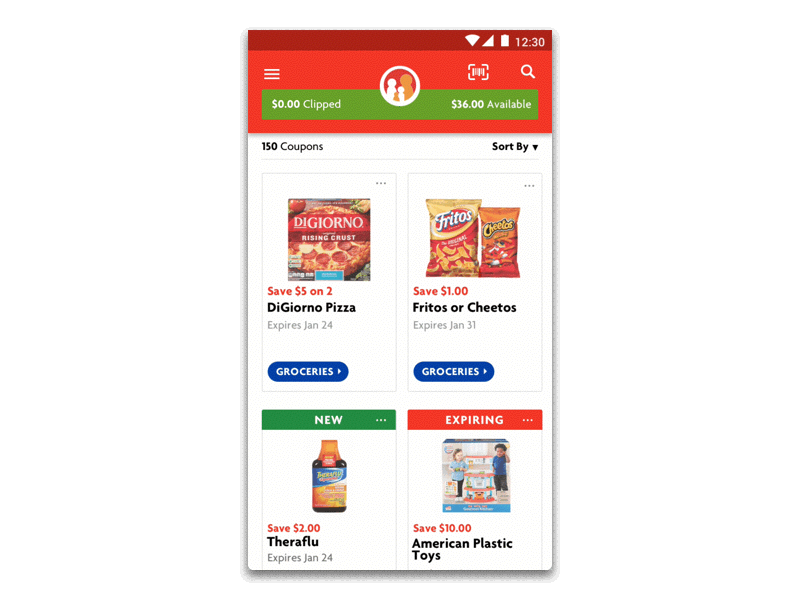 12:30
$0.00 Clipped $36.00 Available
150 Coupons Sort By ▾
DIGIORNO
RISING CRUST
Fritos
The ORIGINAL
Cheetos
Save $5 on 2
DiGiorno Pizza
Expires Jan 24
Save $1.00
Fritos or Cheetos
Expires Jan 31
GROCERIES
GROCERIES
NEW
EXPIRING
THERAFLU
Save $2.00
Theraflu
Expires Jan 24
Save $10.00
American Plastic
Toys